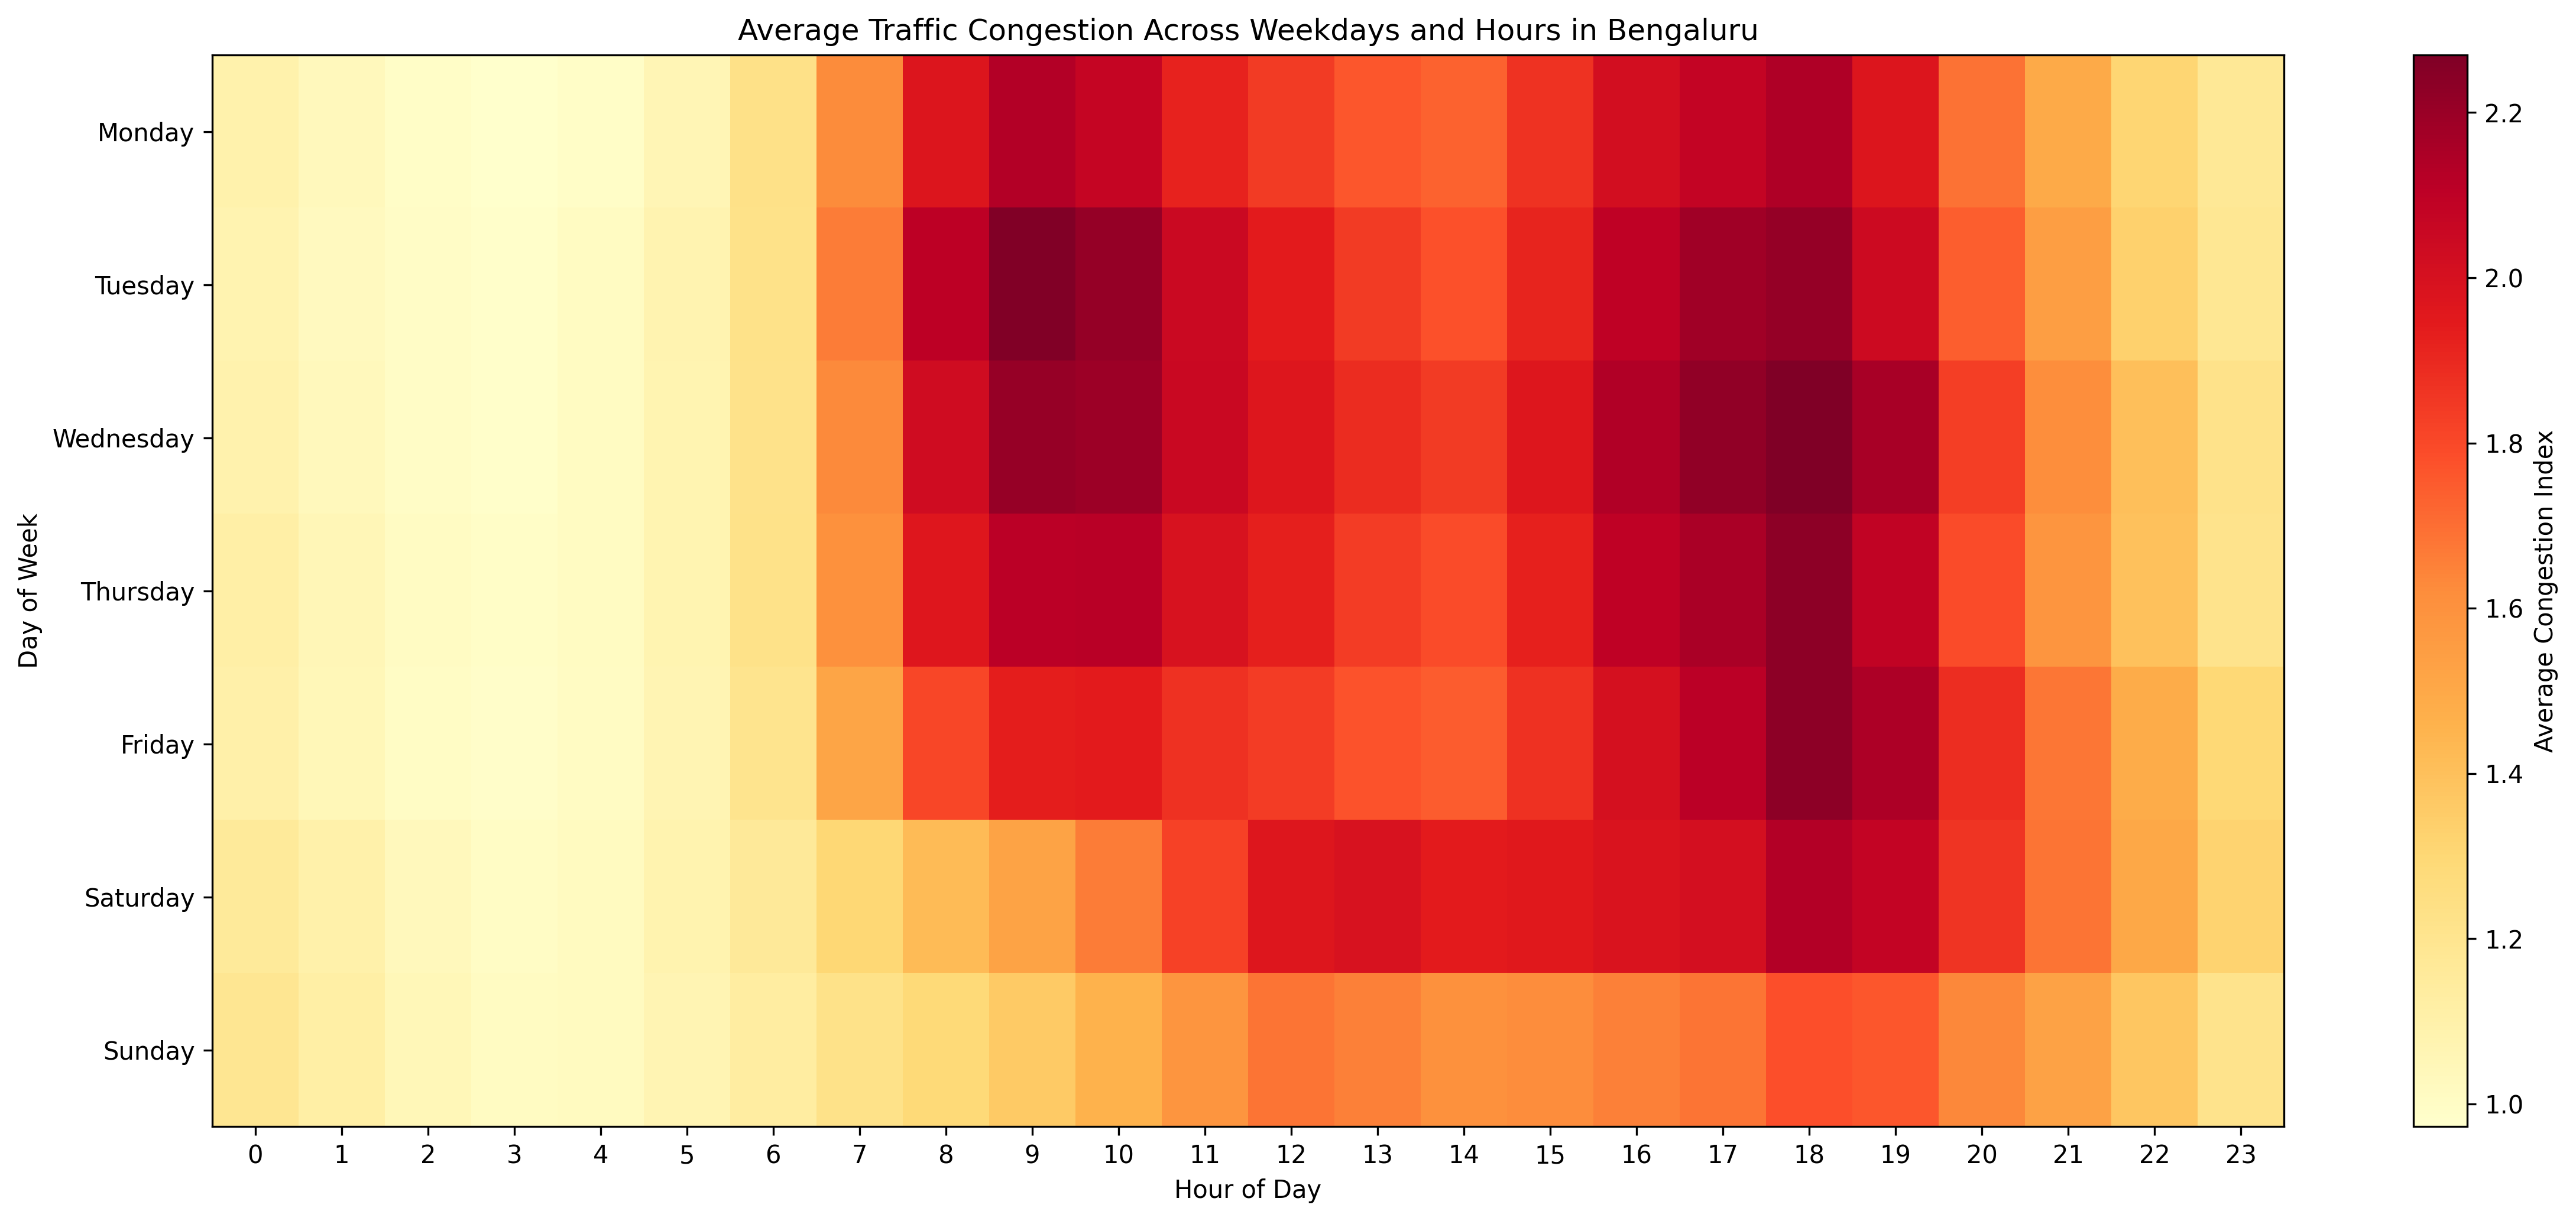 Average Traffic Congestion Across Weekdays and Hours in Bengaluru
Day of Week
Monday
Tuesday
Wednesday
Thursday
Friday
Saturday
Sunday
0 1 2 3 4 5 6 7 8 9 10 11 12 13 14 15 16 17 18 19 20 21 22 23
Hour of Day
2.2
2.0
1.8
1.6
1.4
1.2
1.0
Average Congestion Index